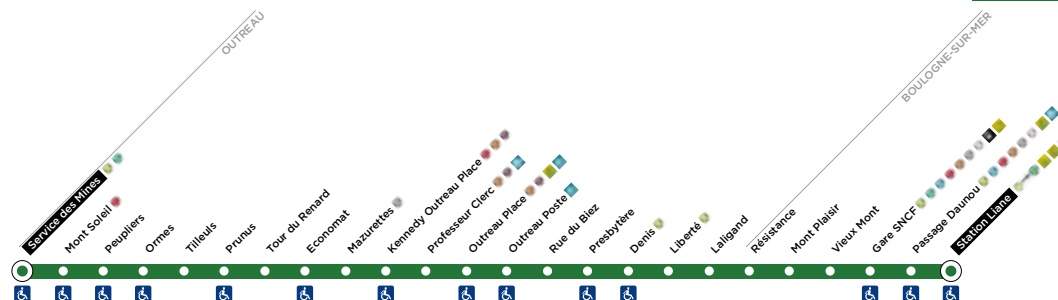 OUTREAU
BOULOGNE-SUR-MER
Service des Mines
Mont Soleil
Peupliers
Ormes
Tilleuls
Prunus
Tour du Renard
Economat
Mazurettes
Kennedy Outreau Place
Professeur Clerc
Outreau Place
Outreau Poste
Rue du Biez
Presbytère
Denis
Liberté
Laligand
Résistance
Mont Plaisir
Vieux Mont
Gare SNCF
Passage Daunou
Station Liane